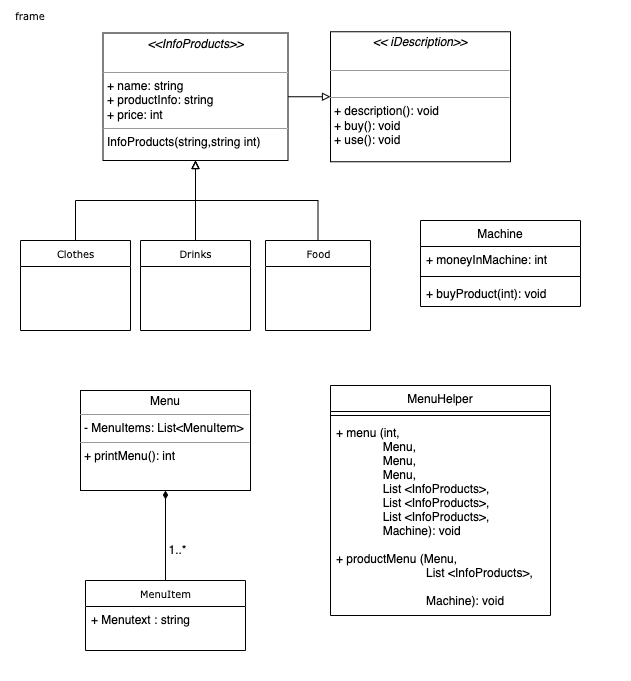 frame
<<InfoProducts>>
+ name: string
+ productInfo: string
+ price: int
InfoProducts(string,string int)
<< iDescription>>
+ description(): void
+ buy(): void
+ use(): void
Clothes
Drinks
Food
Machine
+ moneyInMachine: int
+ buyProduct(int): void
Menu
- MenuItems: List<MenuItem>
+ printMenu(): int
1..*
MenuItem
+ Menutext : string
MenuHelper
+ menu (int,
Menu,
Menu,
Menu,
List <InfoProducts>,
List <InfoProducts>,
List <InfoProducts>,
Machine): void
+ productMenu (Menu,
List <InfoProducts>,
Machine): void